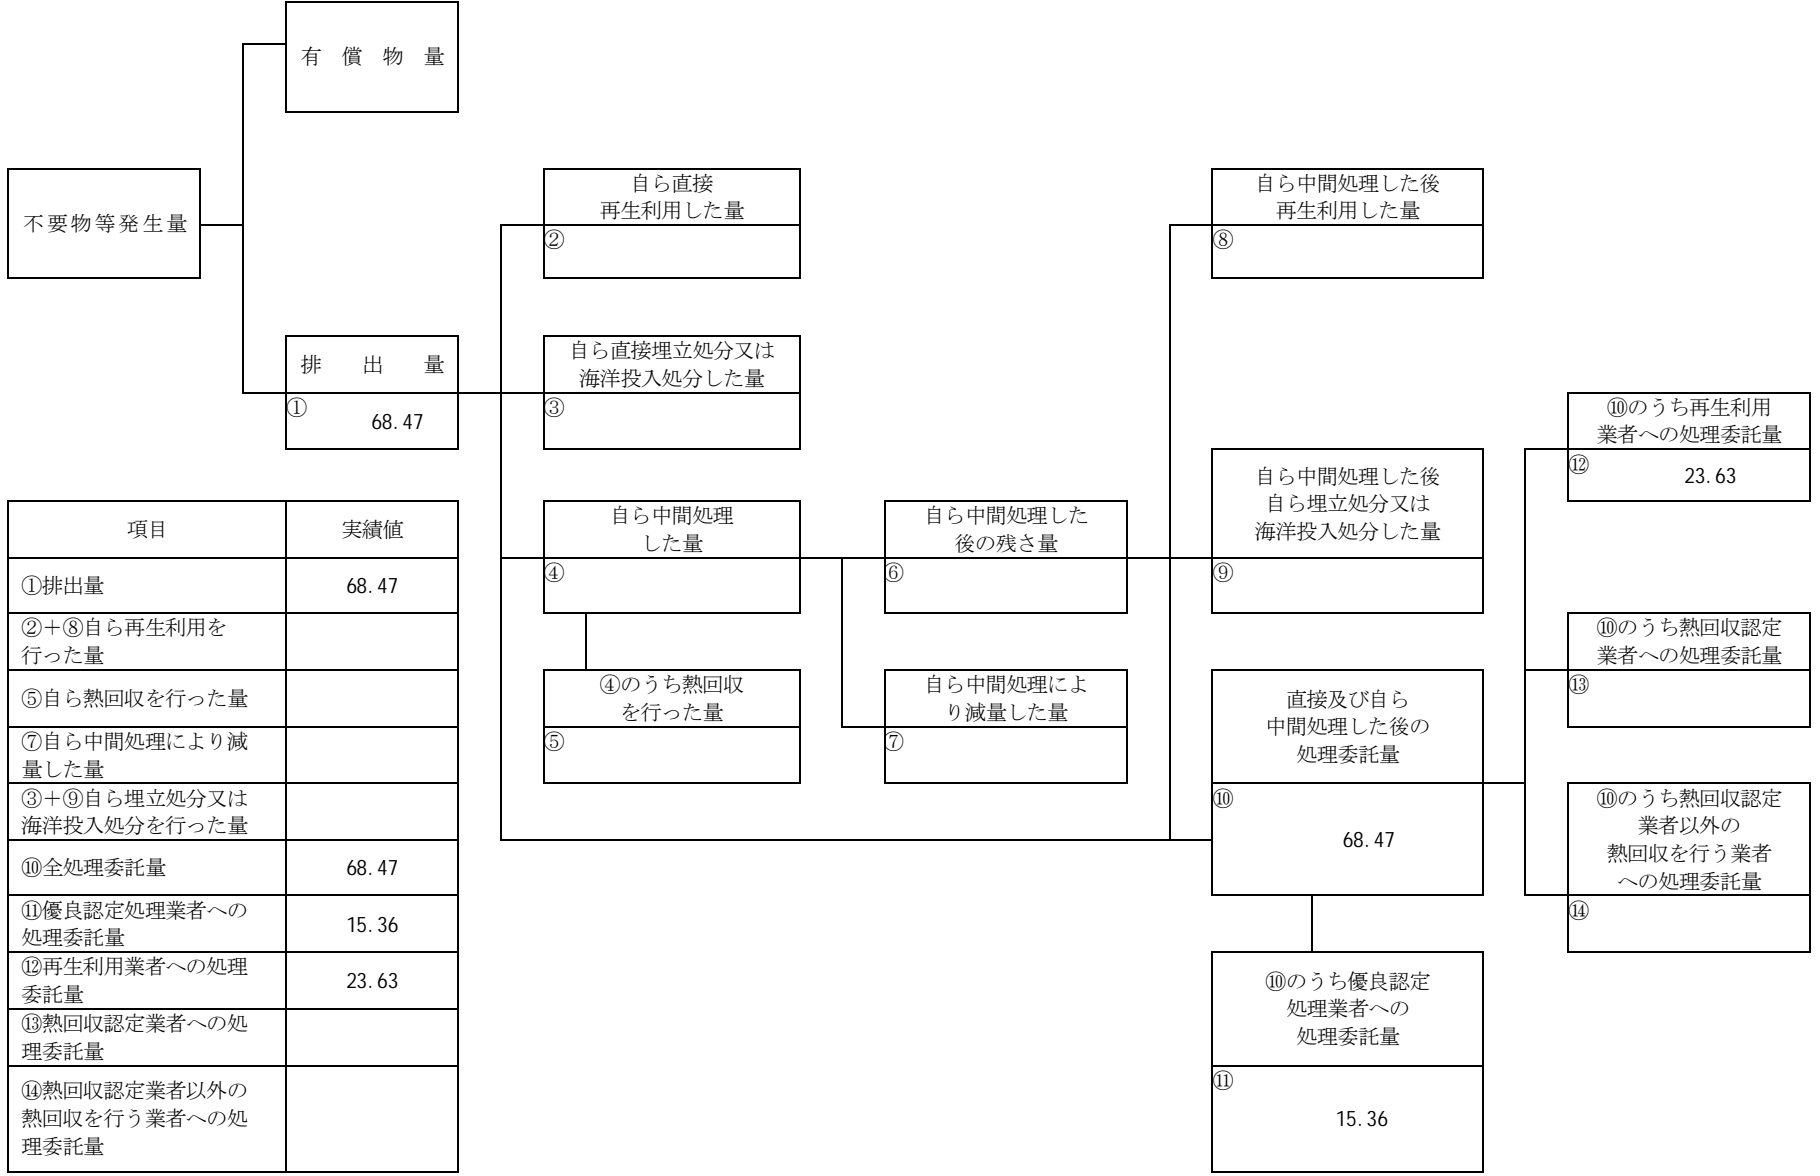 有償物量
不要物等発生量
排出量
①
68.47
自ら直接
再生利用した量
②
自ら直接埋立処分又は
海洋投入処分した量
③
自ら中間処理
した量
④
④のうち熱回収
を行った量
⑤
自ら中間処理した
後の残さ量
⑥
自ら中間処理によ
り減量した量
⑦
自ら中間処理した後
再生利用した量
⑧
自ら中間処理した後
自ら埋立処分又は
海洋投入処分した量
⑨
直接及び自ら
中間処理した後の
処理委託量
⑩
68.47
⑩のうち優良認定
処理業者への
処理委託量
⑪
15.36
⑩のうち再生利用
業者への処理委託量
⑫
23.63
⑩のうち熱回収認定
業者への処理委託量
⑬
⑩のうち熱回収認定
業者以外の
熱回収を行う業者
への処理委託量
⑭
項目 実績値
①排出量 68.47
②＋⑧自ら再生利用を
行った量
⑤自ら熱回収を行った量
⑦自ら中間処理により減
量した量
③＋⑨自ら埋立処分又は
海洋投入処分を行った量
⑩全処理委託量 68.47
⑪優良認定処理業者への
処理委託量 15.36
⑫再生利用業者への処理
委託量 23.63
⑬熱回収認定業者への処
理委託量
⑭熱回収認定業者以外の
熱回収を行う業者への処
理委託量